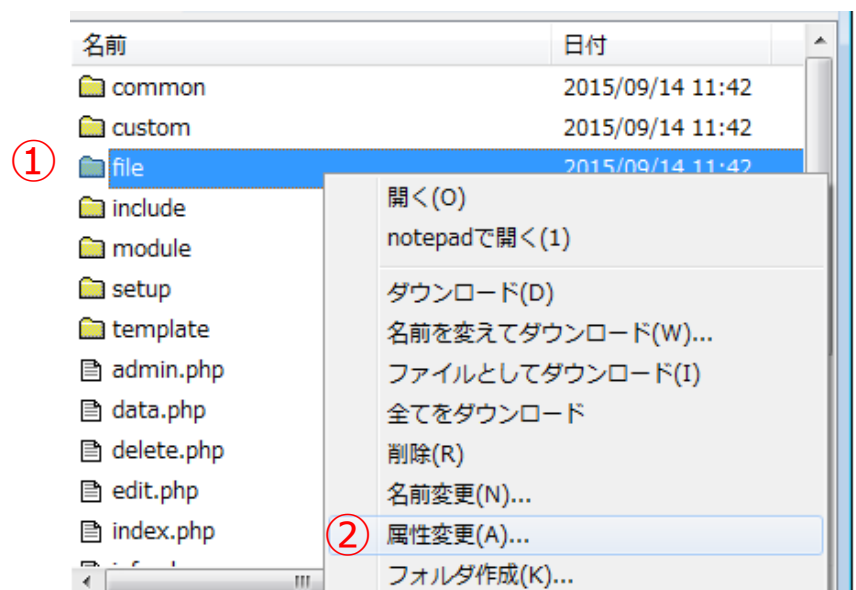 名前 日付
common 2015/09/14 11:42
custom 2015/09/14 11:42
① file 2015/09/14 11:42
include
module
setup
template
admin.php
data.php
delete.php
edit.php
index.php
開く(O)
notepadで開く(1)
ダウンロード(D)
名前を変えてダウンロード(W)...
ファイルとしてダウンロード(I)
全てをダウンロード
削除(R)
名前変更(N)...
② 属性変更(A)...
フォルダ作成(K)...